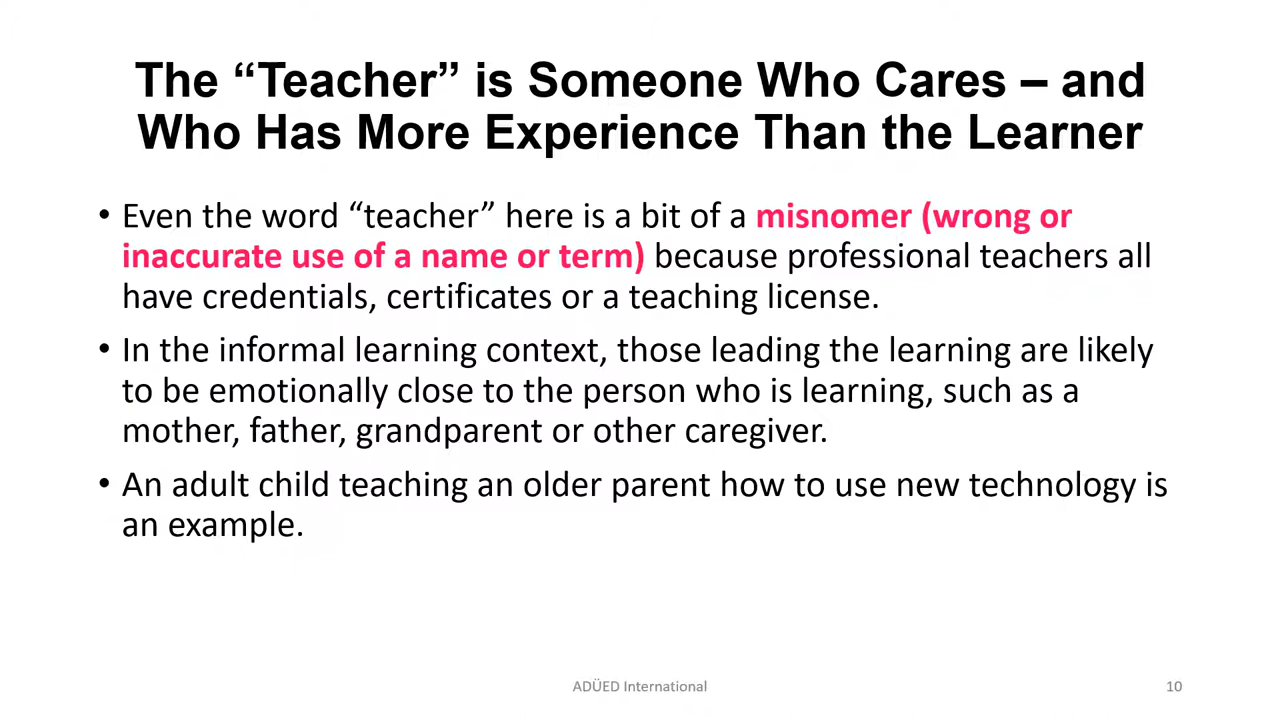 The “Teacher” is Someone Who Cares – and
Who Has More Experience Than the Learner
• Even the word “teacher” here is a bit of a misnomer (wrong or
inaccurate use of a name or term) because professional teachers all
have credentials, certificates or a teaching license.
• In the informal learning context, those leading the learning are likely
to be emotionally close to the person who is learning, such as a
mother, father, grandparent or other caregiver.
• An adult child teaching an older parent how to use new technology is
an example.
ADÜED International
10